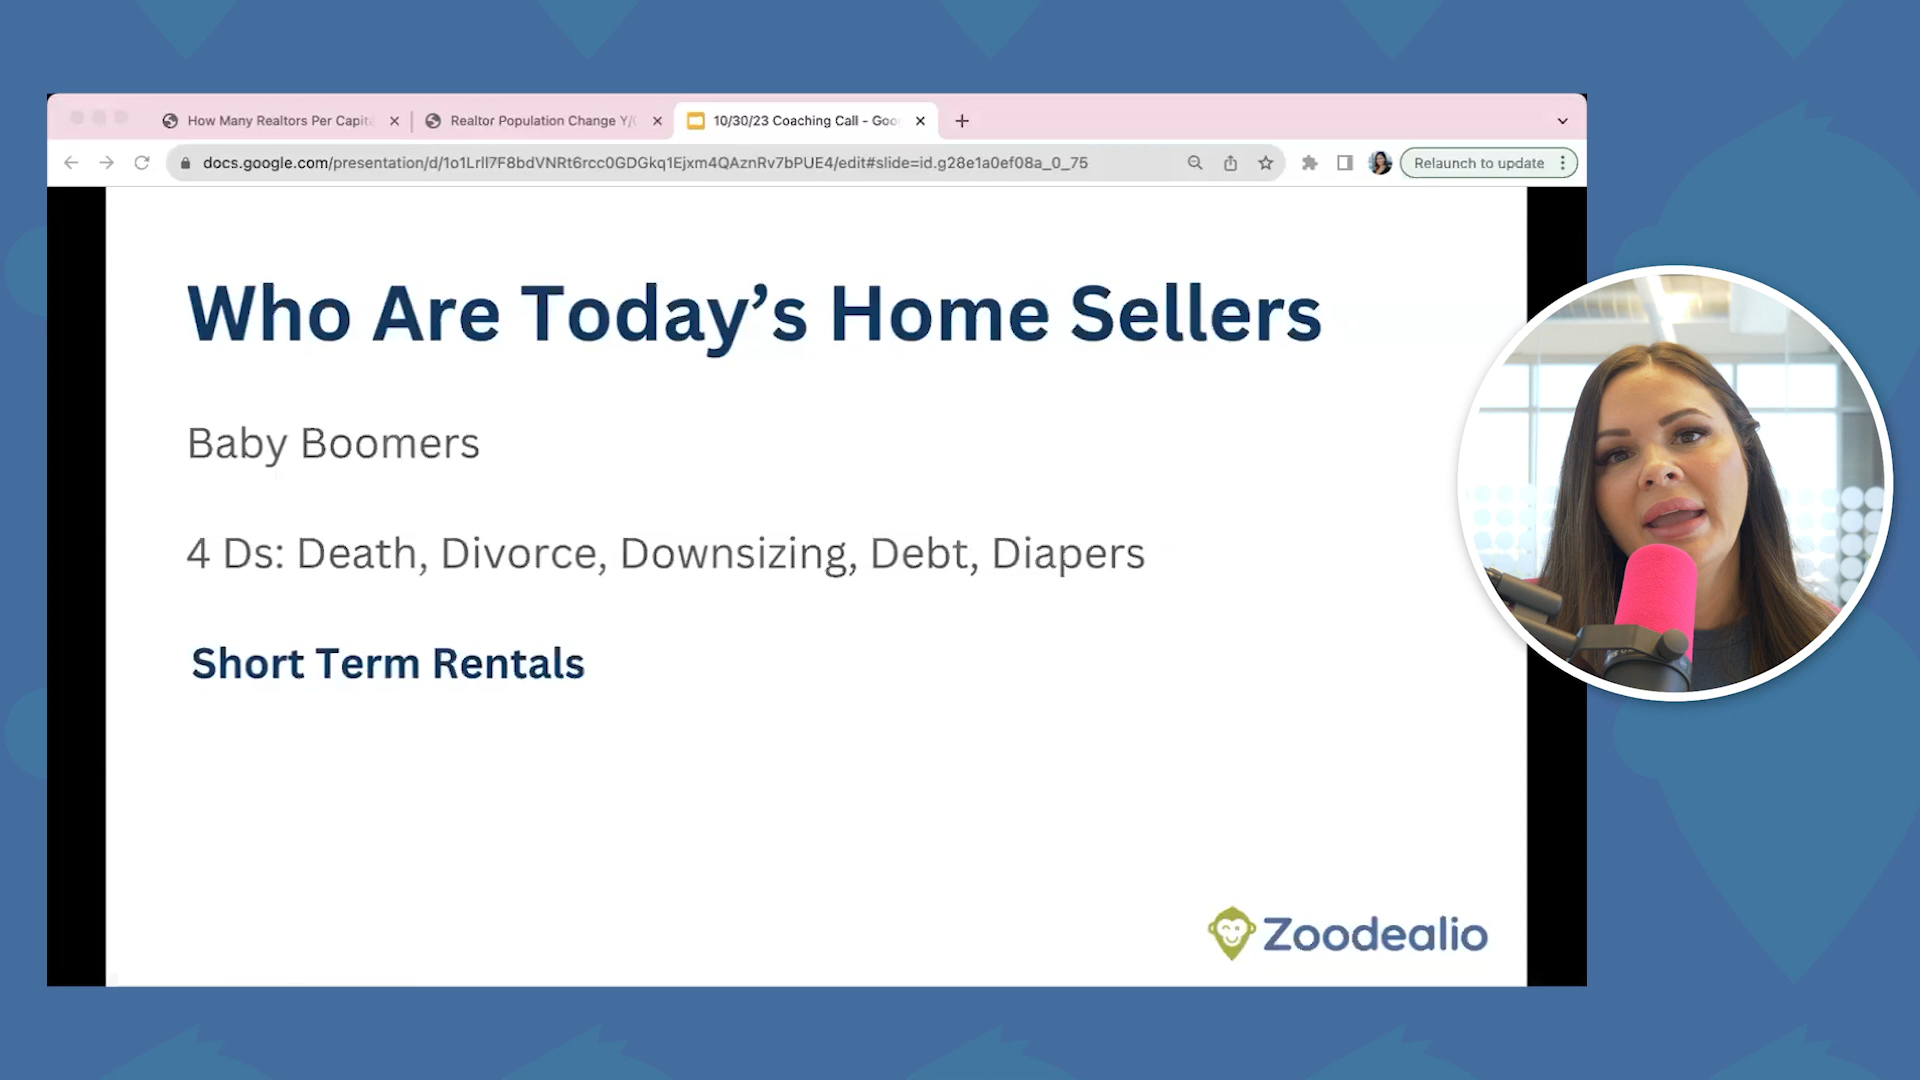 How Many Realtors Per Capit
Realtor Population Change Y/
10/30/23 Coaching Call - Goo
docs.google.com/presentation/d/1o1Lrll7F8bdVNRt6rcc0GDGkq1Ejxm4QAznRv7bPUE4/edit#slide=id.g28e1a0ef08a_0_75
Relaunch to update
Who Are Today’s Home Sellers
Baby Boomers
4 Ds: Death, Divorce, Downsizing, Debt, Diapers
Short Term Rentals
Zoodealio